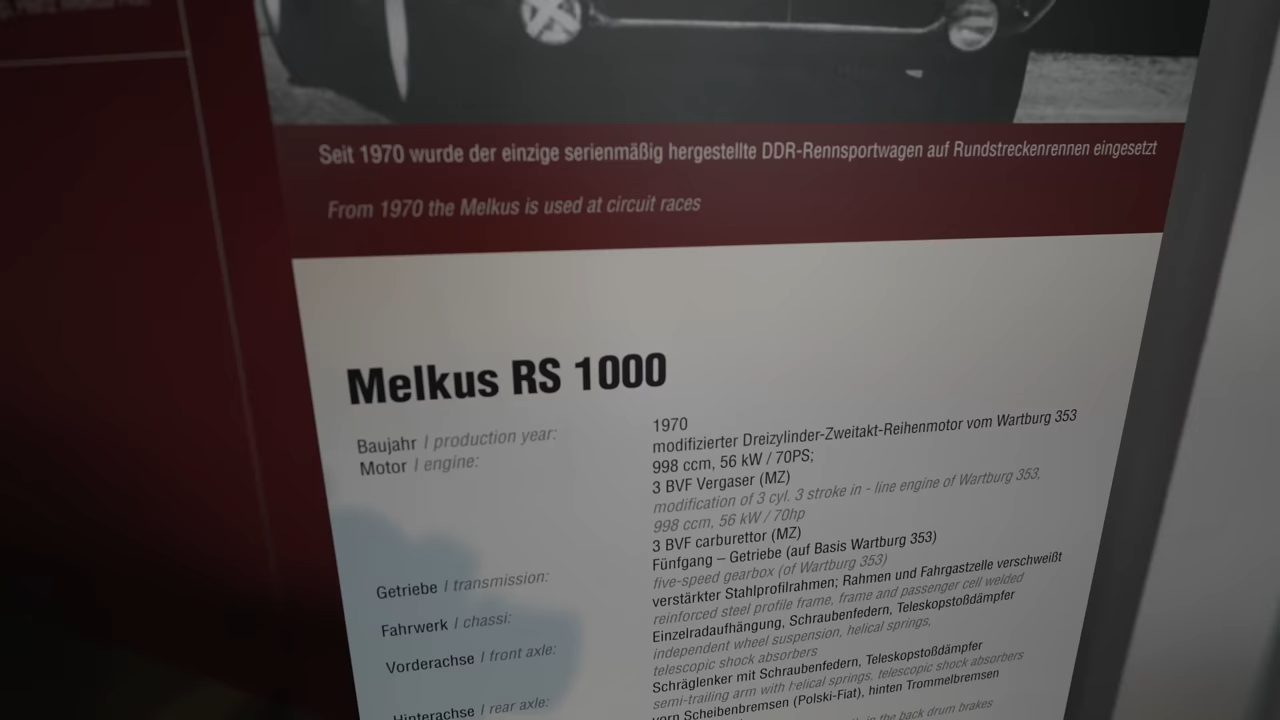 Seit 1970 wurde der einzige serienmäßig hergestellte DDR-Rennsportwagen auf Rundstreckenrennen eingesetzt
From 1970 the Melkus is used at circuit races
Melkus RS 1000
Baujahr / production year:
1970
Motor / engine:
modifizierter Dreizylinder-Zweitakt-Reihenmotor vom Wartburg 353
998 ccm, 56 kW / 70PS;
3 BVF Vergaser (MZ)
modification of 3 cyl. 3 stroke in - line engine of Wartburg 353,
998 ccm, 56 kW / 70hp
3 BVF carburettor (MZ)
Getriebe / transmission:
Fünfgang – Getriebe (auf Basis Wartburg 353)
five-speed gearbox (of Wartburg 353)
Fahrwerk / chassi:
verstärkter Stahlprofilrahmen; Rahmen und Fahrgastzelle verschweißt
reinforced steel profile frame, frame and passenger cell welded
Vorderachse / front axle:
Einzelradaufhängung, Schraubenfedern, Teleskopstoßdämpfer
independent wheel suspension, helical springs,
telescopic shock absorbers
Hinterachse / rear axle:
Schräglenker mit Schraubenfedern, Teleskopstoßdämpfer
semi-trailing arm with helical springs, telescopic shock absorbers
vorn Scheibenbremsen (Polski-Fiat), hinten Trommelbremsen
in the back drum brakes